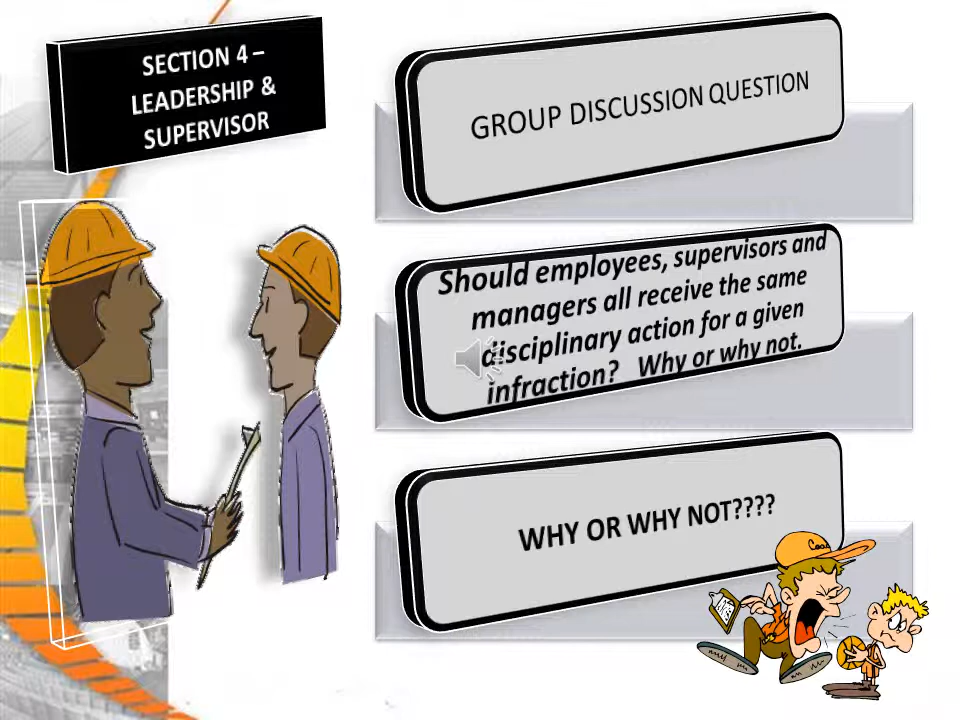 SECTION 4 –
LEADERSHIP &
SUPERVISOR
GROUP DISCUSSION QUESTION
Should employees, supervisors and
managers all receive the same
disciplinary action for a given
infraction? Why or why not.
WHY OR WHY NOT????